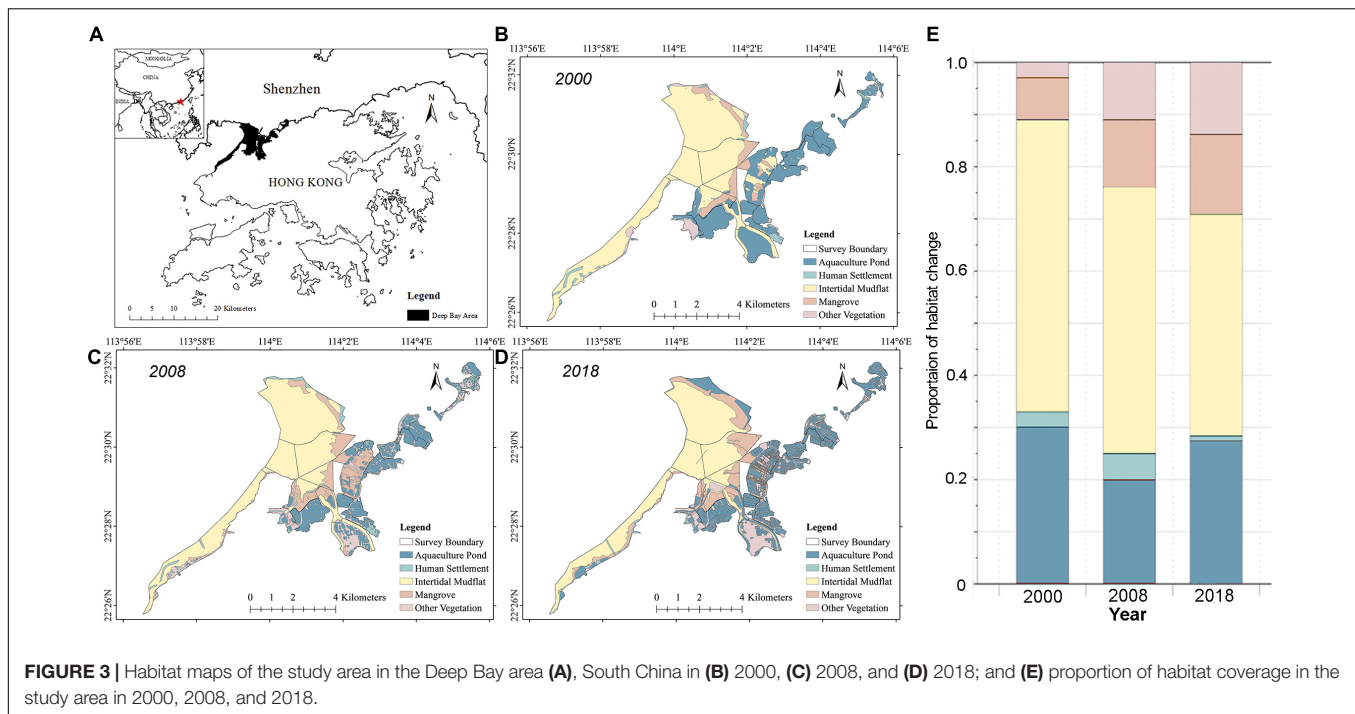 A
MONGOLIA
CHINA
INDIA
Shenzhen
N
HONG KONG
0 5 10 20 Kilometers
Legend
Deep Bay Area
B
113°56'E 113°58'E 114°E 114°2'E 114°4'E 114°6'E
22°32'N
22°30'N
22°28'N
22°26'N
2000
N
Legend
Survey Boundary
Aquaculture Pond
Human Settlement
Intertidal Mudflat
Mangrove
Other Vegetation
0 1 2 4 Kilometers
C
113°56'E 113°58'E 114°E 114°2'E 114°4'E 114°6'E
22°32'N
22°30'N
22°28'N
22°26'N
2008
N
Legend
Survey Boundary
Aquaculture Pond
Human Settlement
Intertidal Mudflat
Mangrove
Other Vegetation
0 1 2 4 Kilometers
D
113°56'E 113°58'E 114°E 114°2'E 114°4'E 114°6'E
22°32'N
22°30'N
22°28'N
22°26'N
2018
N
Legend
Survey Boundary
Aquaculture Pond
Human Settlement
Intertidal Mudflat
Mangrove
Other Vegetation
0 1 2 4 Kilometers
E
Proportaion of habitat change
1.0
0.8
0.6
0.4
0.2
0
2000 2008 2018
Year
FIGURE 3 | Habitat maps of the study area in the Deep Bay area (A), South China in (B) 2000, (C) 2008, and (D) 2018; and (E) proportion of habitat coverage in the
study area in 2000, 2008, and 2018.